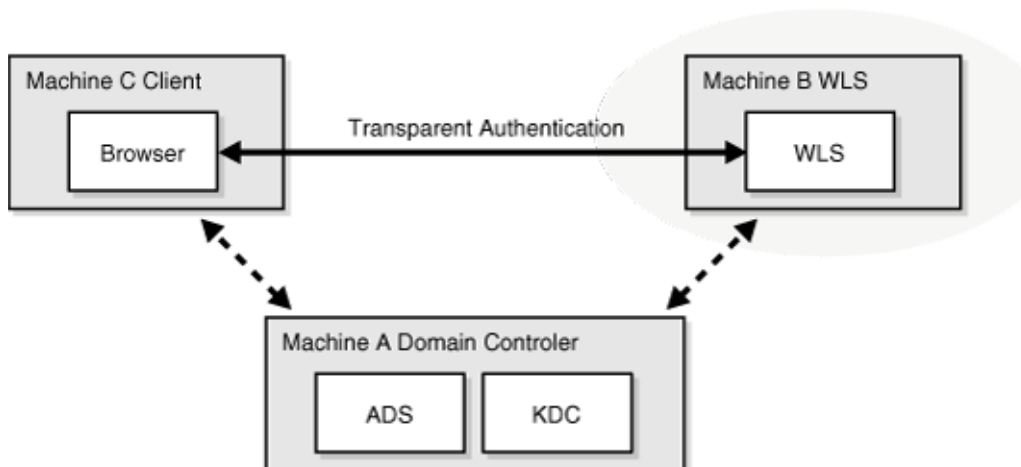 Machine C Client
Browser
Transparent Authentication
Machine B WLS
WLS
Machine A Domain Controler
ADS
KDC